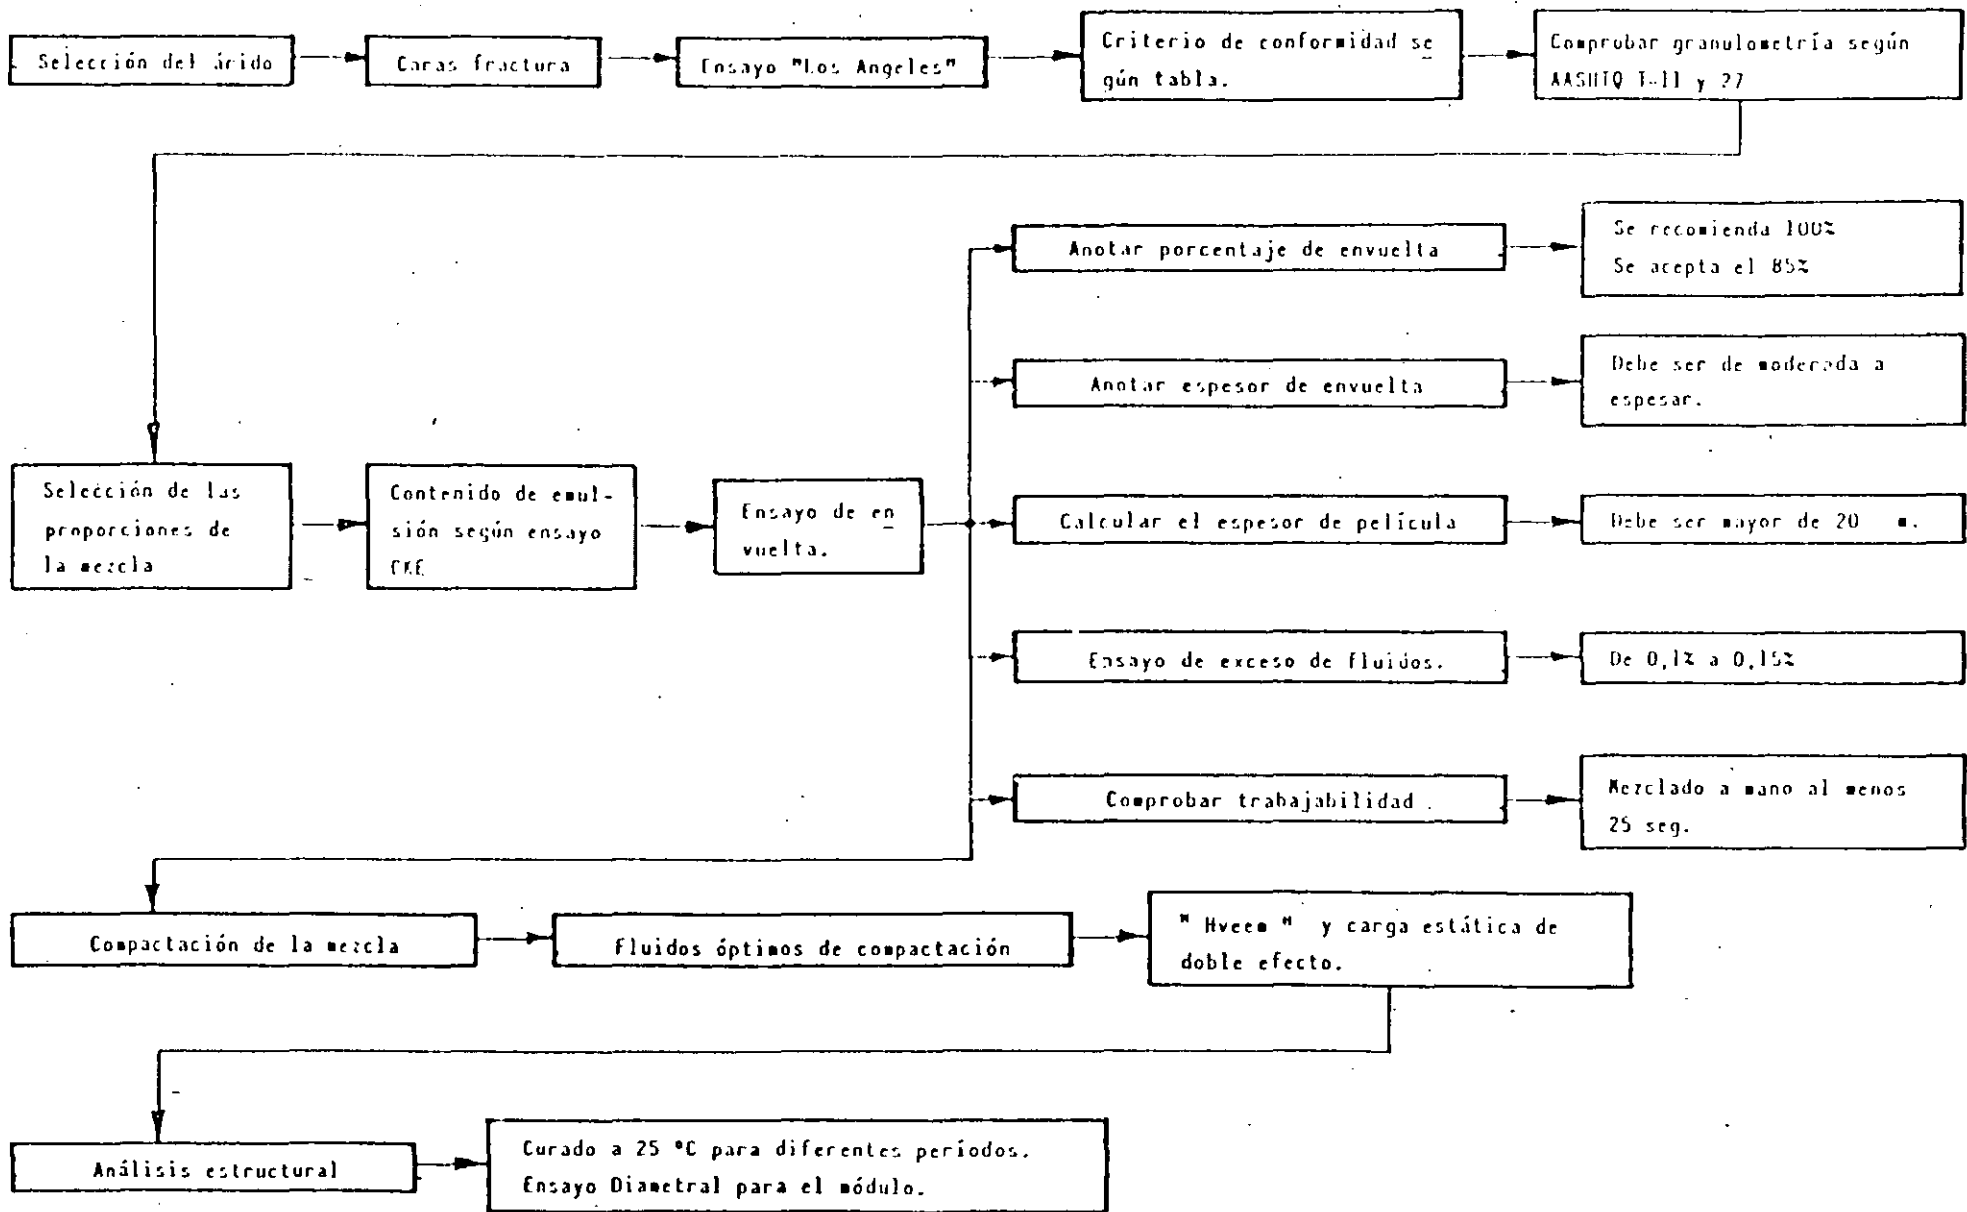 Selección del árido
Caras fractura
Ensayo "Los Angeles"
Criterio de conformidad se
gún tabla.
Comprobar granulometría según
AASHTO T-11 y 27
Selección de las
proporciones de
la mezcla
Contenido de emul-
sión según ensayo
CKE
Ensayo de en
vuelta.
Anotar porcentaje de envuelta
Se recomienda 100%
Se acepta el 85%
Anotar espesor de envuelta
Debe ser de moderada a
espesar.
Calcular el espesor de película
Debe ser mayor de 20 m.
Ensayo de exceso de fluidos.
De 0,1% a 0,15%
Comprobar trabajabilidad.
Mezclado a mano al menos
25 seg.
Compactación de la mezcla
Fluidos óptimos de compactación
" Hveem " y carga estática de
doble efecto.
Análisis estructural
Curado a 25 ºC para diferentes períodos.
Ensayo Diametral para el módulo.